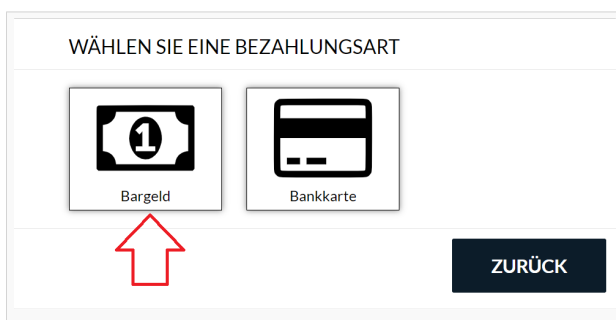 WÄHLEN SIE EINE BEZAHLUNGSART
1
Bargeld
Bankkarte
ZURÜCK